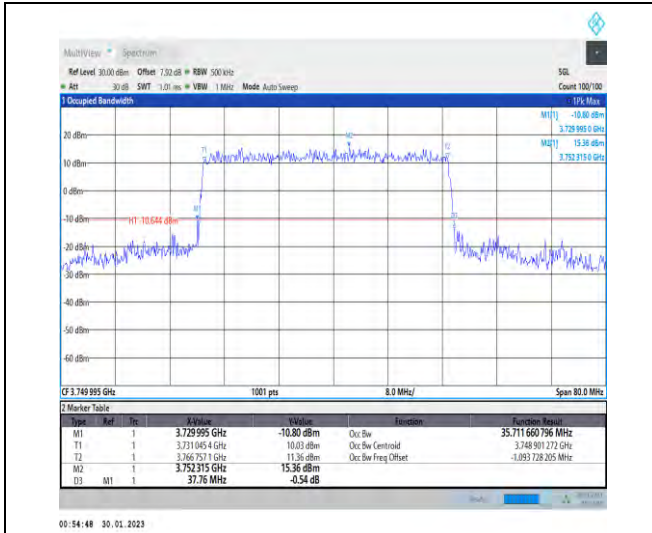 MultiView Spectrum
Ref Level 30.00 dBm Offset 7.92 dB RBW 500 kHz SGL
Att 30 dB SWT 1.01 ms VBW 1 MHz Mode Auto Sweep Count 100/100
1 Occupied Bandwidth 1Pk Max
M1[1] -10.80 dBm
3.729 995 0 GHz
M2[1] 15.36 dBm
3.752 315 0 GHz
20 dBm
T1 M2 T2
10 dBm
0 dBm
M1
-10 dBm D3
H1 -10.644 dBm
-20 dBm
-30 dBm
-40 dBm
-50 dBm
-60 dBm
CF 3.749 995 GHz 1001 pts 8.0 MHz/ Span 80.0 MHz
2 Marker Table
Type Ref Trc X-Value Y-Value Function Function Result
M1 1 3.729 995 GHz -10.80 dBm Occ Bw 35.711 660 796 MHz
T1 1 3.731 045 4 GHz 10.03 dBm Occ Bw Centroid 3.748 901 272 GHz
T2 1 3.766 757 1 GHz 11.36 dBm Occ Bw Freq Offset -1.093 728 205 MHz
M2 1 3.752 315 GHz 15.36 dBm
D3 M1 1 37.76 MHz -0.54 dB
00:54:48 30.01.2023